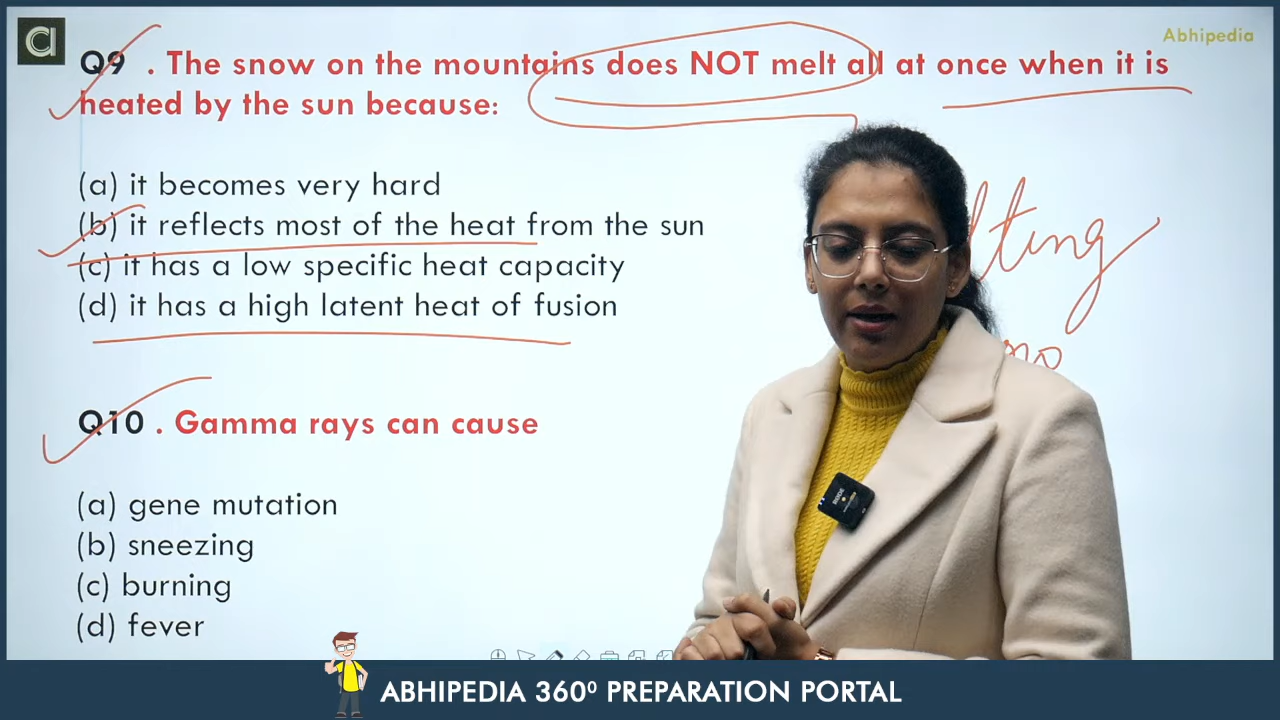 Abhipedia
Q9 . The snow on the mountains does NOT melt all at once when it is
heated by the sun because:
(a) it becomes very hard
(b) it reflects most of the heat from the sun
(c) it has a low specific heat capacity
(d) it has a high latent heat of fusion
Q10 . Gamma rays can cause
(a) gene mutation
(b) sneezing
(c) burning
(d) fever
ABHIPEDIA 360⁰ PREPARATION PORTAL